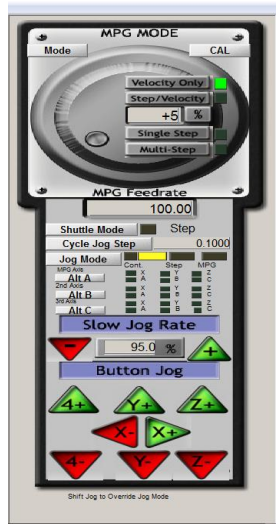 MPG MODE
Mode CAL
Velocity Only
Step/Velocity
+5 %
Single Step
Multi-Step
MPG Feedrate
100.00
Shuttle Mode Step
Cycle Jog Step 0.1000
Jog Mode
Cont. Step MPG
MPG Axis
Alt A X A Y B Z C
2nd Axis
Alt B X A Y B Z C
3rd Axis
Alt C X A Y B Z C
Slow Jog Rate
- 95.0 % +
Button Jog
4+ Y+ Z+
X- X+
4- Y- Z-
Shift Jog to Override Jog Mode